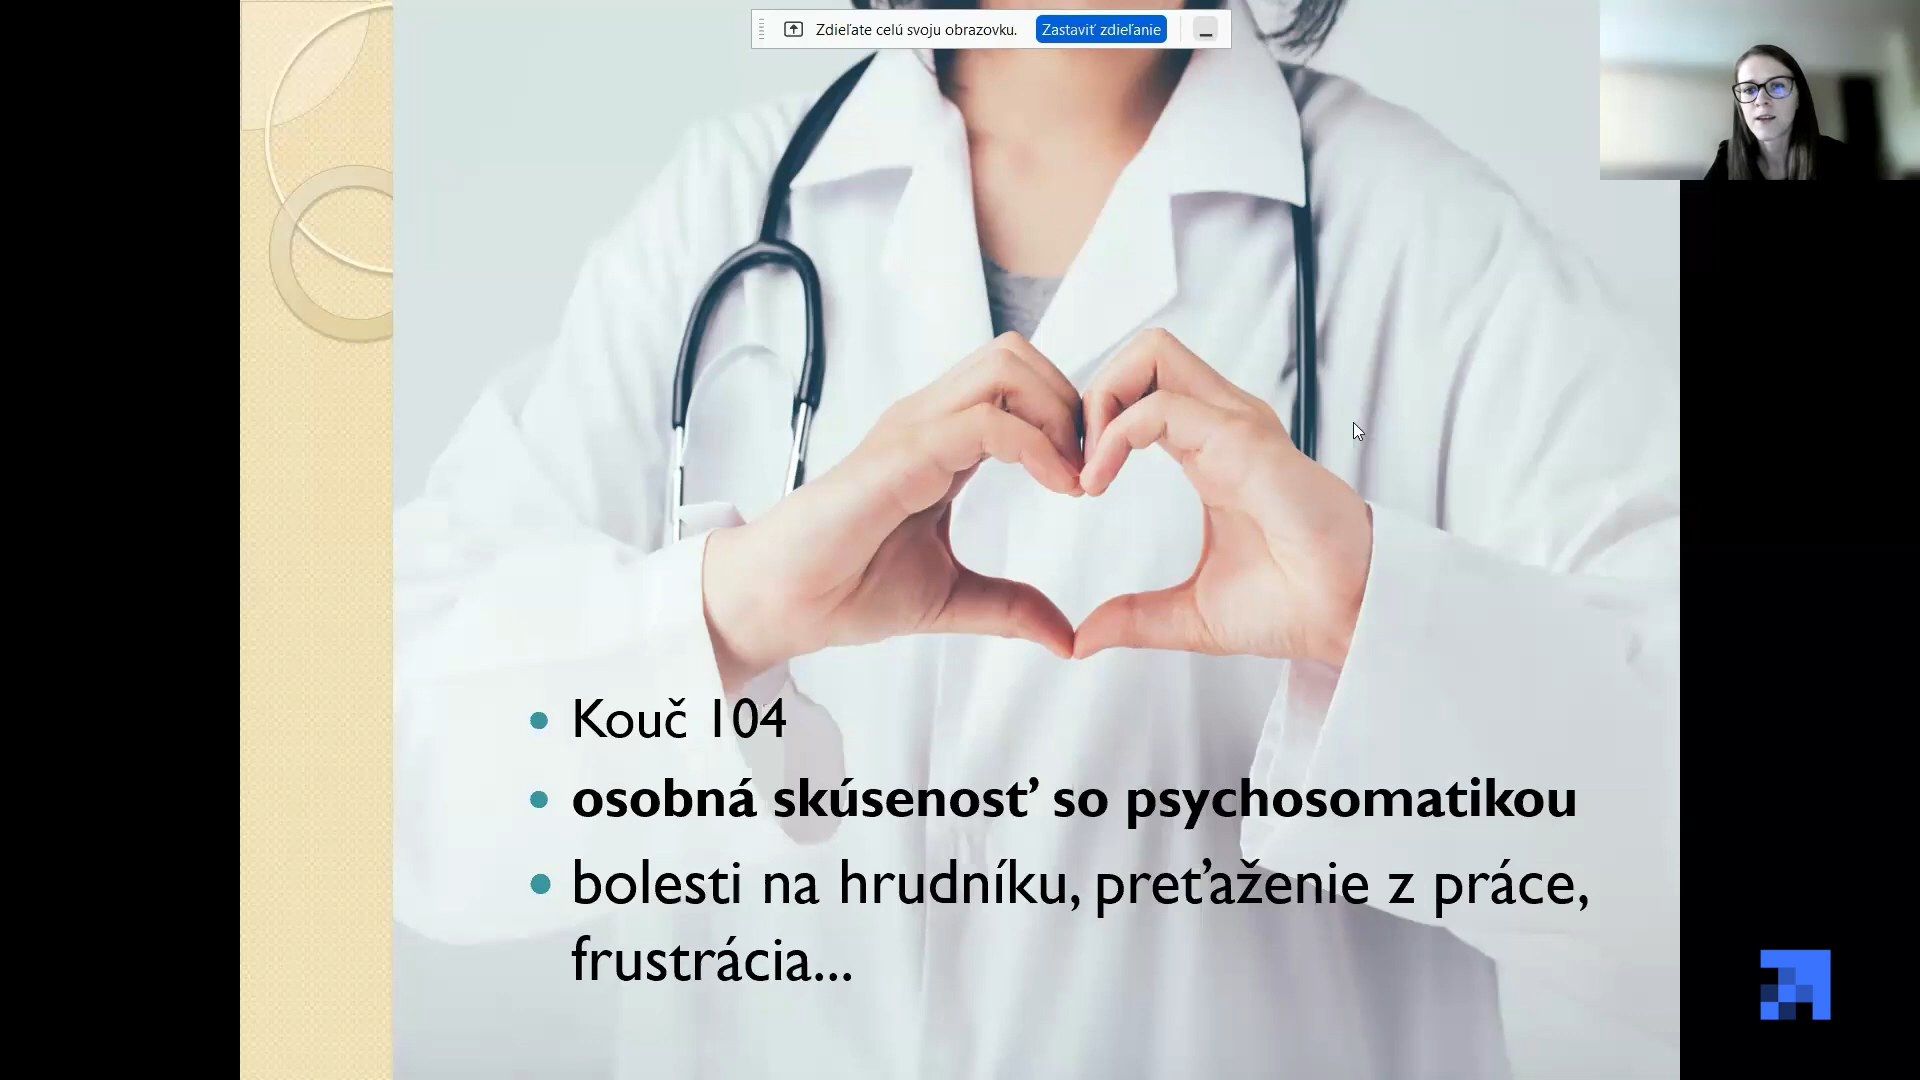 Zdieľate celú svoju obrazovku.
Zastaviť zdieľanie
Kouč 104
osobná skúsenosť so psychosomatikou
bolesti na hrudníku, preťaženie z práce,
frustrácia...